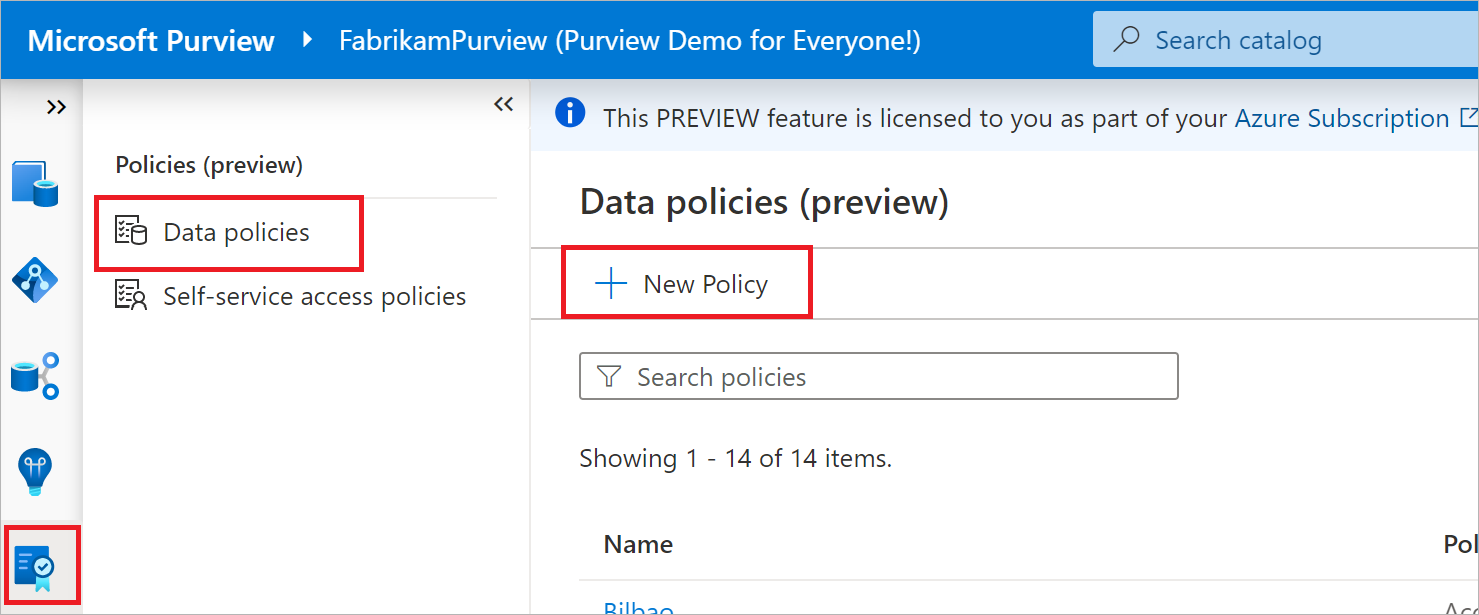 Microsoft Purview FabrikamPurview (Purview Demo for Everyone!) Search catalog
This PREVIEW feature is licensed to you as part of your Azure Subscription
Policies (preview)
Data policies (preview)
Data policies
New Policy
Self-service access policies
Search policies
Showing 1 - 14 of 14 items.
Name Pol
Bilbao Acc